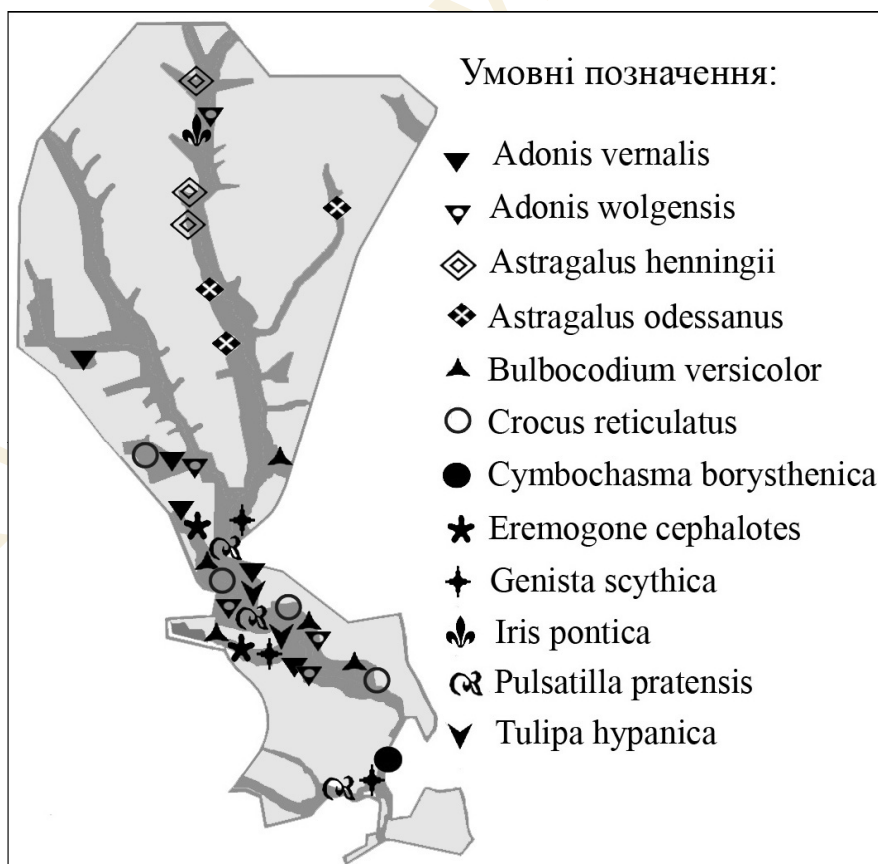 Умовні позначення:
Adonis vernalis
Adonis wolgensis
Astragalus henningii
Astragalus odessanus
Bulbocodium versicolor
Crocus reticulatus
Cymbochasma borysthenica
Eremogone cephalotes
Genista scythica
Iris pontica
Pulsatilla pratensis
Tulipa hypanica